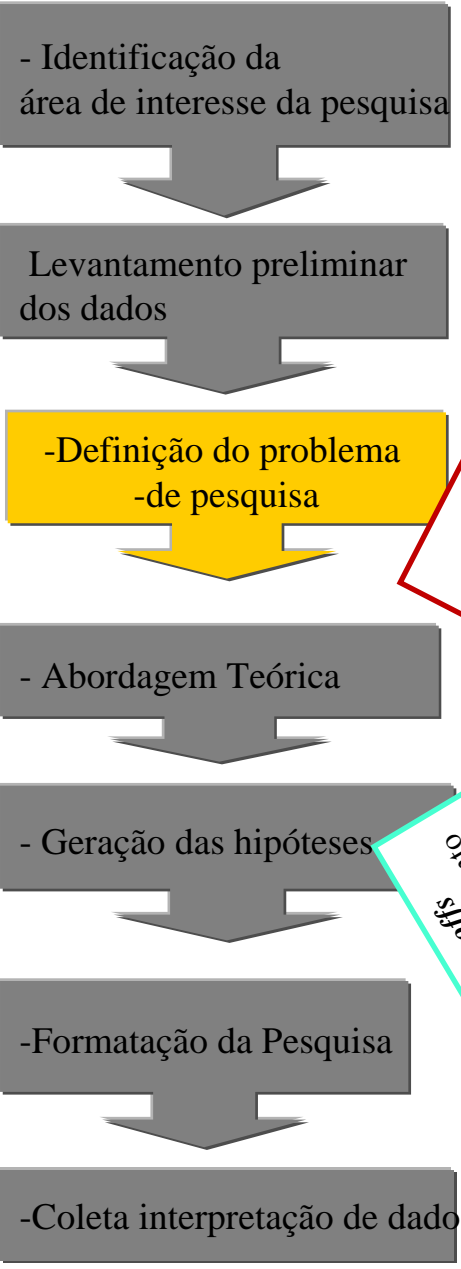 - Identificação da
área de interesse da pesquisa
Levantamento preliminar
dos dados
-Definição do problema
-de pesquisa
- Abordagem Teórica
- Geração das hipóteses
-Formatação da Pesquisa
-Coleta interpretação de dado